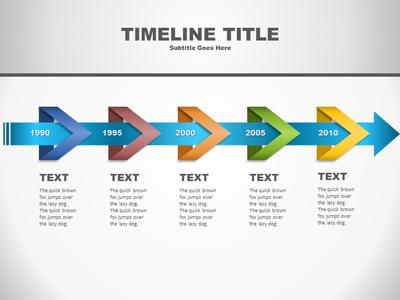 TIMELINE TITLE
Subtitle Goes Here
1990 1995 2000 2005 2010
TEXT TEXT TEXT TEXT TEXT
The quick brown
fox jumps over
the lazy dog.
The quick brown
fox jumps over
the lazy dog.
The quick brown
fox jumps over
the lazy dog.
The quick brown
fox jumps over
the lazy dog.
The quick brown
fox jumps over
the lazy dog.
The quick brown
fox jumps over
the lazy dog.
The quick brown
fox jumps over
the lazy dog.
The quick brown
fox jumps over
the lazy dog.
The quick brown
fox jumps over
the lazy dog.
The quick brown
fox jumps over
the lazy dog.